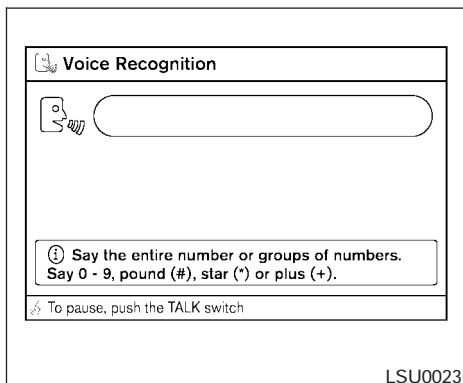 Voice Recognition
Say the entire number or groups of numbers.
Say 0 - 9, pound (#), star (*) or plus (+).
To pause, push the TALK switch
LSU0023